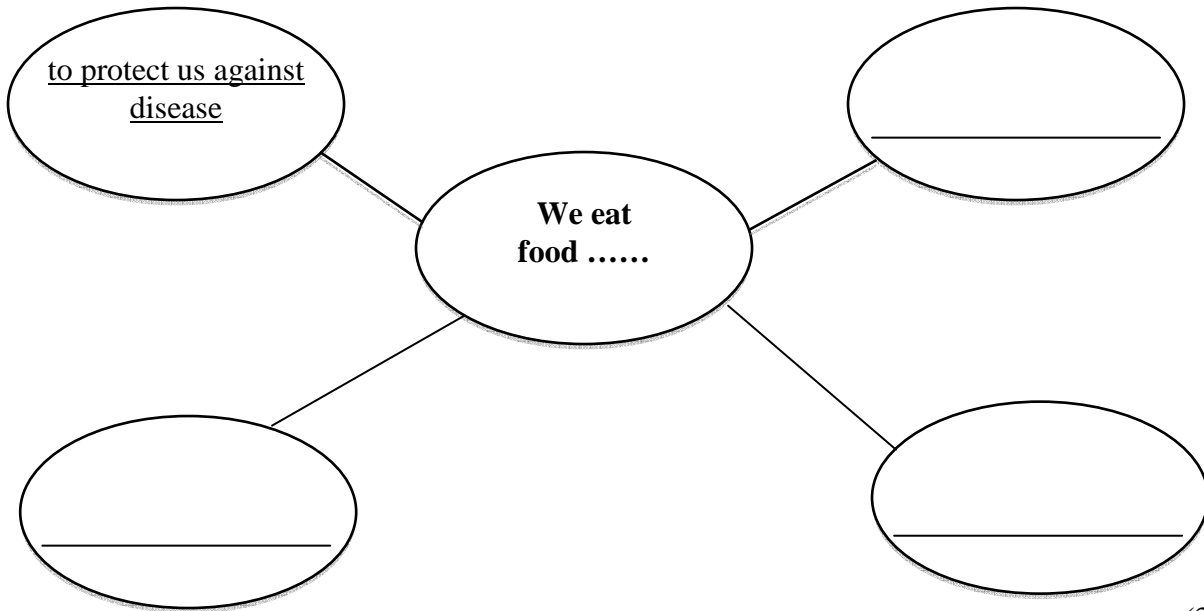 to protect us against
disease
We eat
food ……